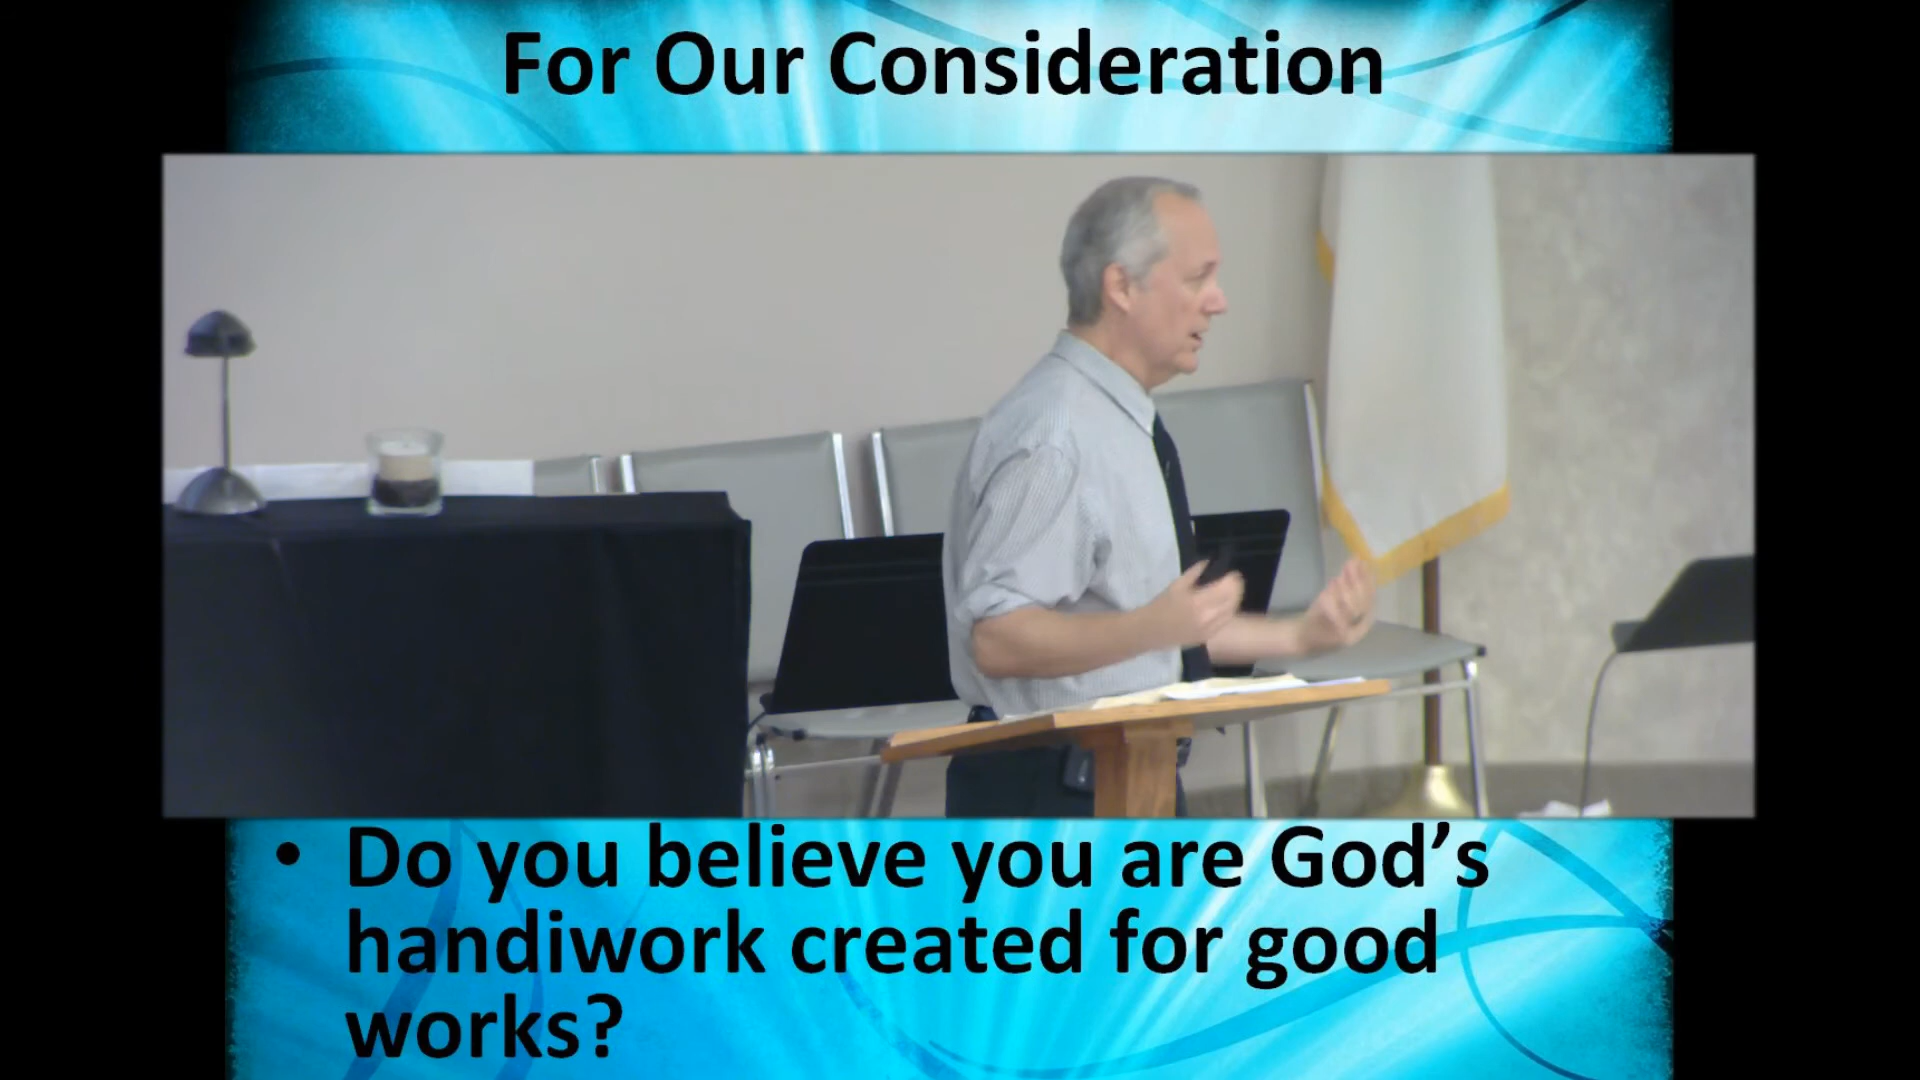 For Our Consideration
• Do you believe you are God's
handiwork created for good
works?